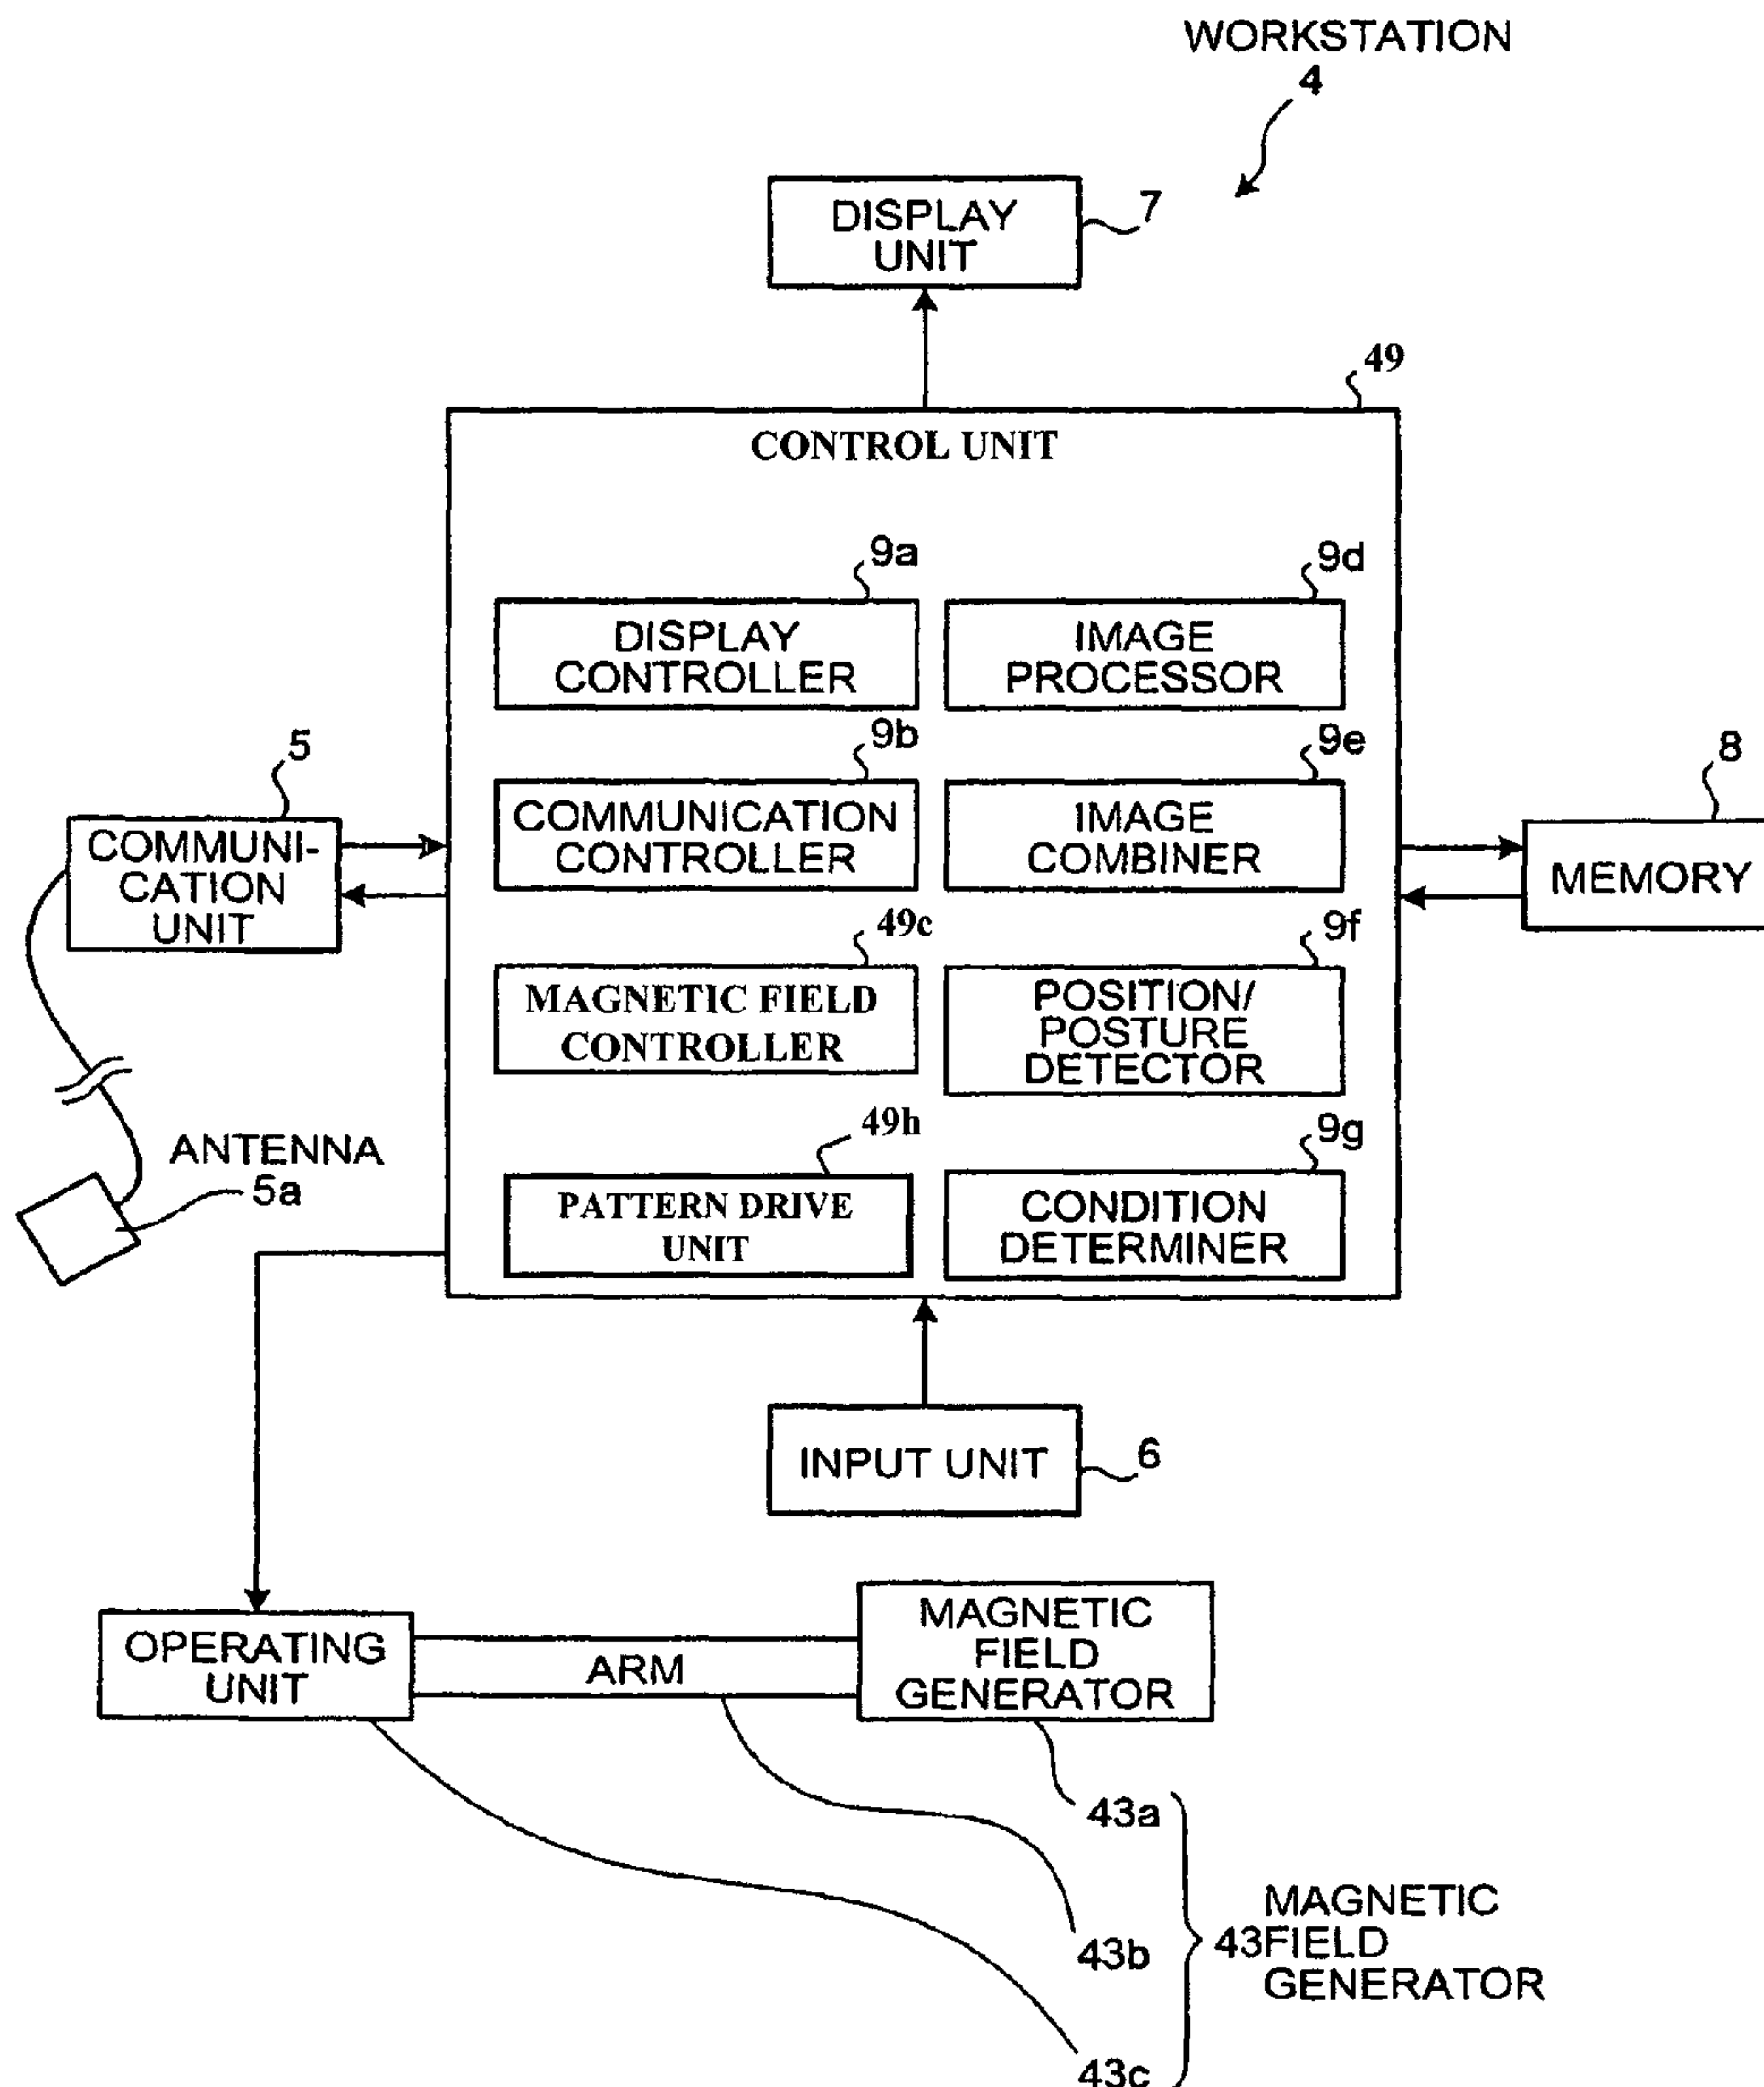 WORKSTATION
4
DISPLAY
UNIT
7
49
CONTROL UNIT
9a
DISPLAY
CONTROLLER
9d
IMAGE
PROCESSOR
9b
COMMUNICATION
CONTROLLER
9e
IMAGE
COMBINER
5
COMMUNI-
CATION
UNIT
8
MEMORY
49c
MAGNETIC FIELD
CONTROLLER
9f
POSITION/
POSTURE
DETECTOR
ANTENNA
5a
49h
PATTERN DRIVE
UNIT
9g
CONDITION
DETERMINER
INPUT UNIT
6
OPERATING
UNIT
ARM
MAGNETIC
FIELD
GENERATOR
43a
43b
43c
MAGNETIC
43FIELD
GENERATOR